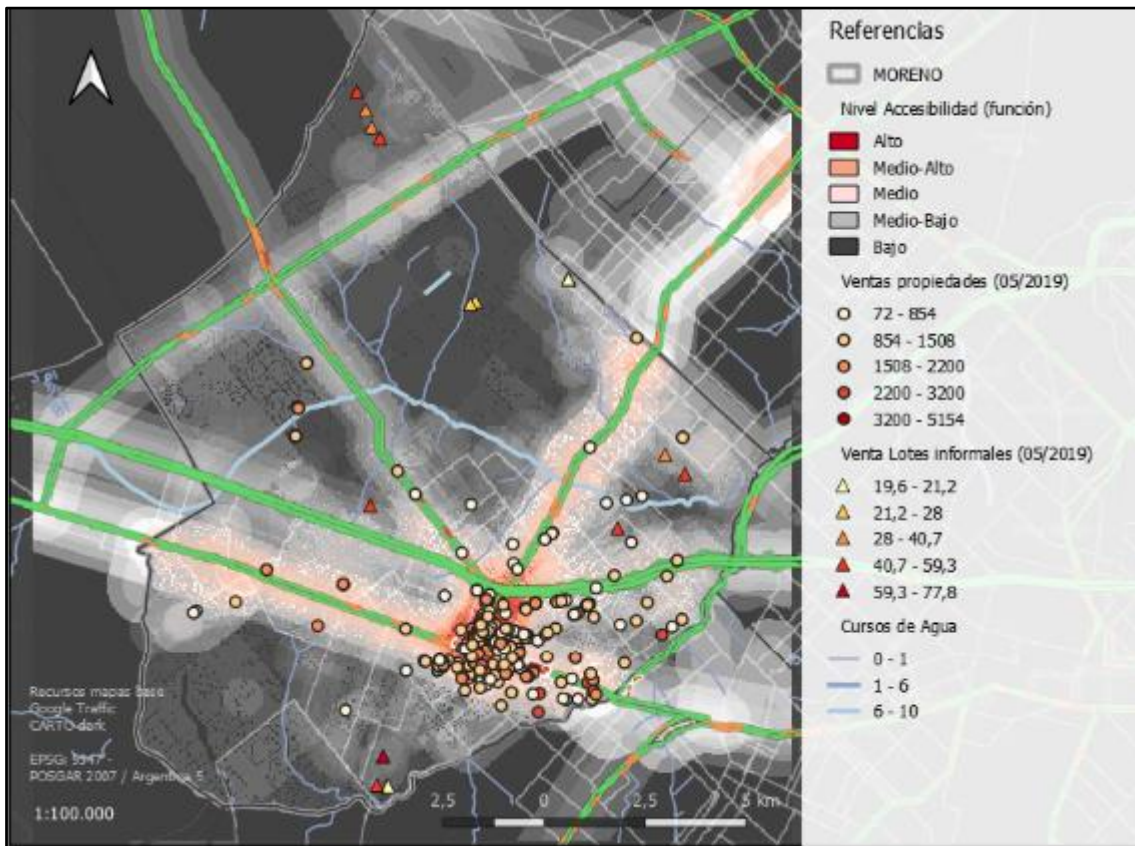 Referencias
MORENO
Nivel Accesibilidad (función)
Alto
Medio-Alto
Medio
Medio-Bajo
Bajo
Ventas propiedades (05/2019)
72 - 854
854 - 1508
1508 - 2200
2200 - 3200
3200 - 5154
Venta Lotes informales (05/2019)
19,6 - 21,2
21,2 - 28
28 - 40,7
40,7 - 59,3
59,3 - 77,8
Cursos de Agua
0 - 1
1 - 6
6 - 10
Recursos mapas base
Google Traffic
CARTO dark
EPSG: 5347 -
POSGAR 2007 / Argentina 5
1:100.000
2,5 0 2,5 5 km